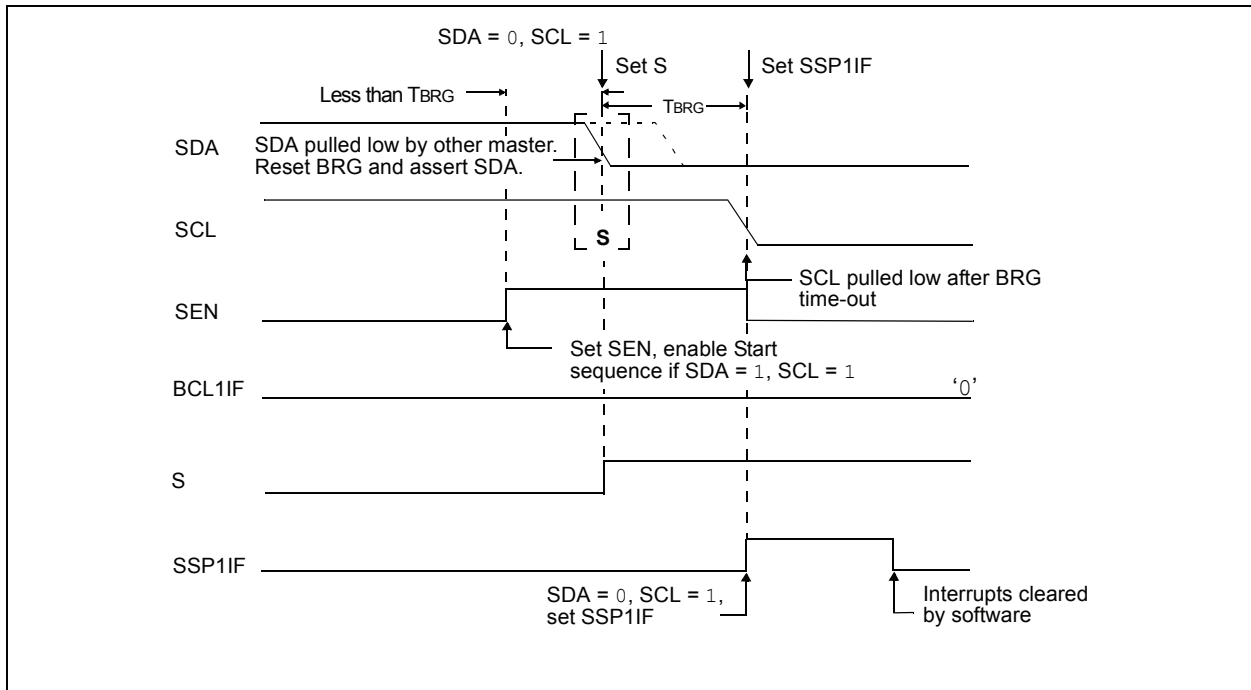 SDA = 0, SCL = 1
Set S
Set SSP1IF
Less than TBRG
TBRG
SDA
SDA pulled low by other master.
Reset BRG and assert SDA.
SCL
S
SCL pulled low after BRG
time-out
SEN
Set SEN, enable Start
sequence if SDA = 1, SCL = 1
BCL1IF
‘0’
S
SSP1IF
SDA = 0, SCL = 1,
set SSP1IF
Interrupts cleared
by software